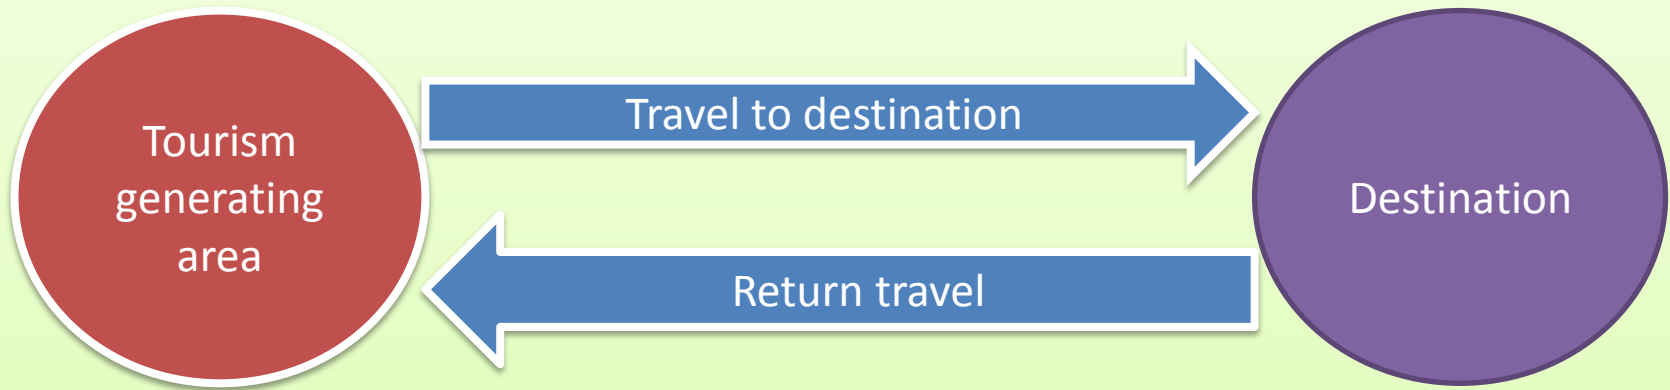 Tourism
generating
area
Travel to destination
Return travel
Destination